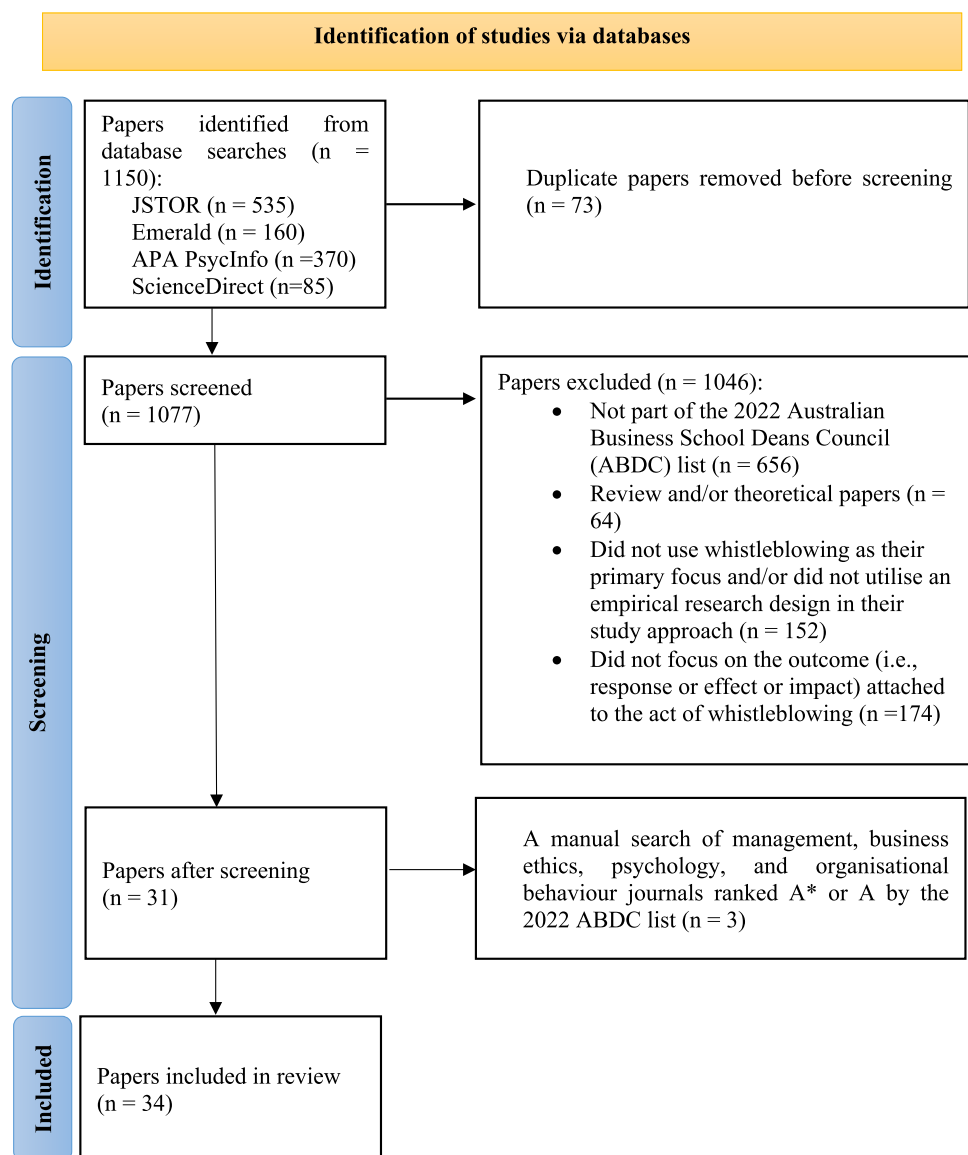 Identification of studies via databases
Identification
Papers identified from
database searches (n =
1150):
JSTOR (n = 535)
Emerald (n = 160)
APA PsycInfo (n =370)
ScienceDirect (n=85)
Duplicate papers removed before screening
(n = 73)
Screening
Papers screened
(n = 1077)
Papers excluded (n = 1046):
• Not part of the 2022 Australian
Business School Deans Council
(ABDC) list (n = 656)
• Review and/or theoretical papers (n =
64)
• Did not use whistleblowing as their
primary focus and/or did not utilise an
empirical research design in their
study approach (n = 152)
• Did not focus on the outcome (i.e.,
response or effect or impact) attached
to the act of whistleblowing (n =174)
Papers after screening
(n = 31)
A manual search of management, business
ethics, psychology, and organisational
behaviour journals ranked A* or A by the
2022 ABDC list (n = 3)
Included
Papers included in review
(n = 34)